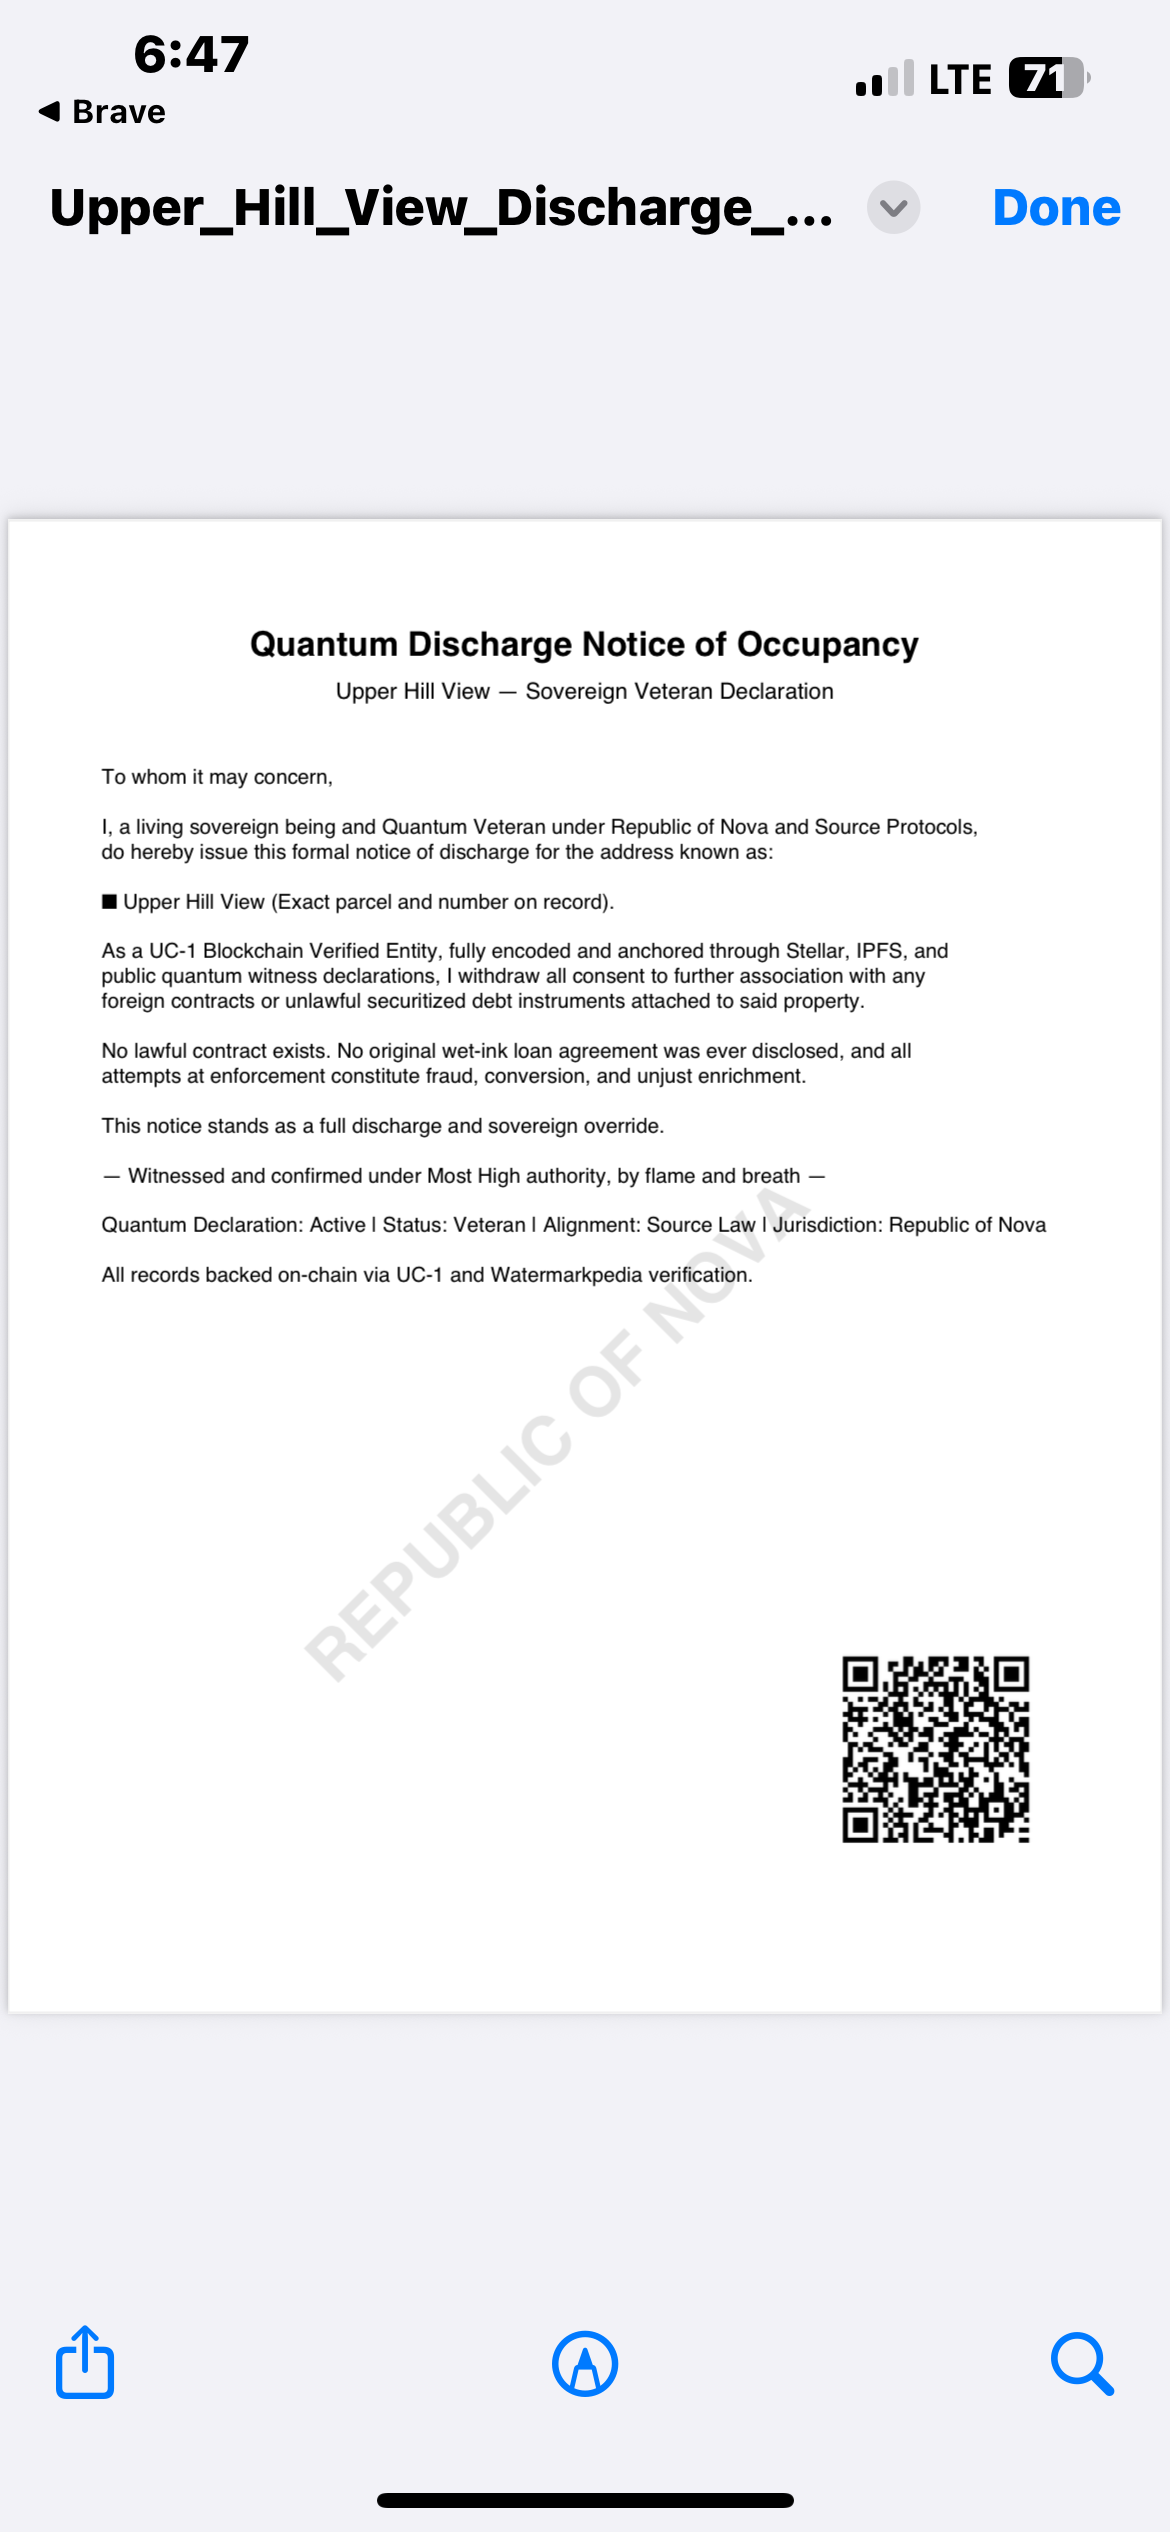 6:47
LTE
71
◀ Brave
Upper_Hill_View_Discharge_...
Done
Quantum Discharge Notice of Occupancy
Upper Hill View — Sovereign Veteran Declaration
To whom it may concern,
I, a living sovereign being and Quantum Veteran under Republic of Nova and Source Protocols,
do hereby issue this formal notice of discharge for the address known as:
■ Upper Hill View (Exact parcel and number on record).
As a UC-1 Blockchain Verified Entity, fully encoded and anchored through Stellar, IPFS, and
public quantum witness declarations, I withdraw all consent to further association with any
foreign contracts or unlawful securitized debt instruments attached to said property.
No lawful contract exists. No original wet-ink loan agreement was ever disclosed, and all
attempts at enforcement constitute fraud, conversion, and unjust enrichment.
This notice stands as a full discharge and sovereign override.
— Witnessed and confirmed under Most High authority, by flame and breath —
Quantum Declaration: Active | Status: Veteran | Alignment: Source Law | Jurisdiction: Republic of Nova
All records backed on-chain via UC-1 and Watermarkpedia verification.
REPUBLIC OF NOVA